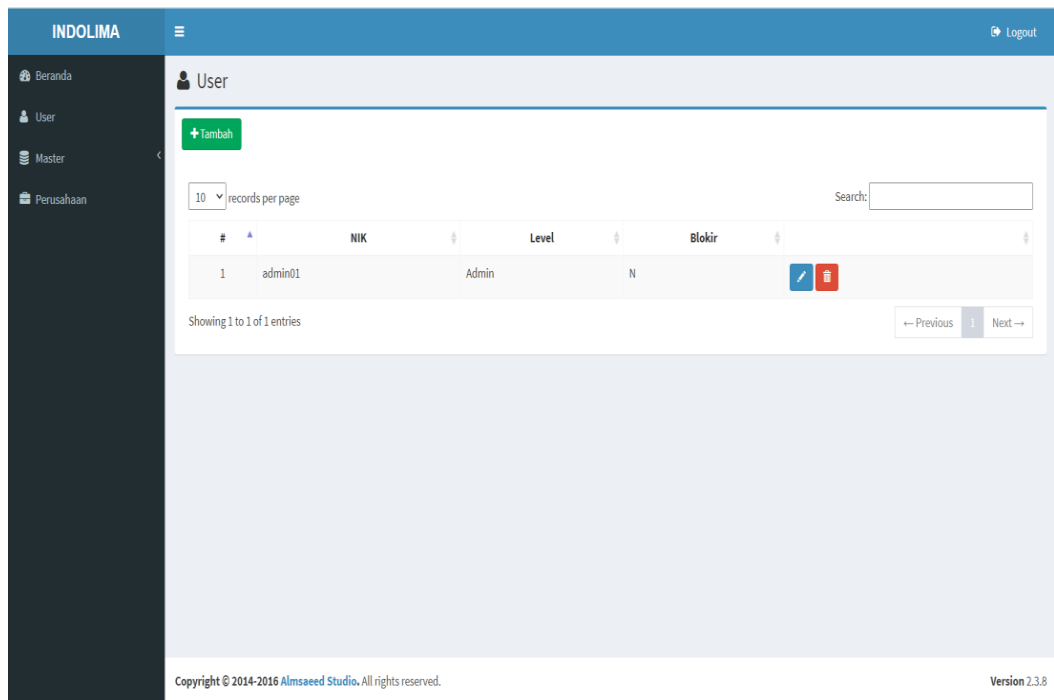 INDOLIMA
Logout
Beranda
User
Master
Perusahaan
User
+Tambah
10 records per page
Search:
# NIK Level Blokir
1 admin01 Admin N
Showing 1 to 1 of 1 entries
← Previous 1 Next →
Copyright © 2014-2016 Almsaeed Studio. All rights reserved.
Version 2.3.8